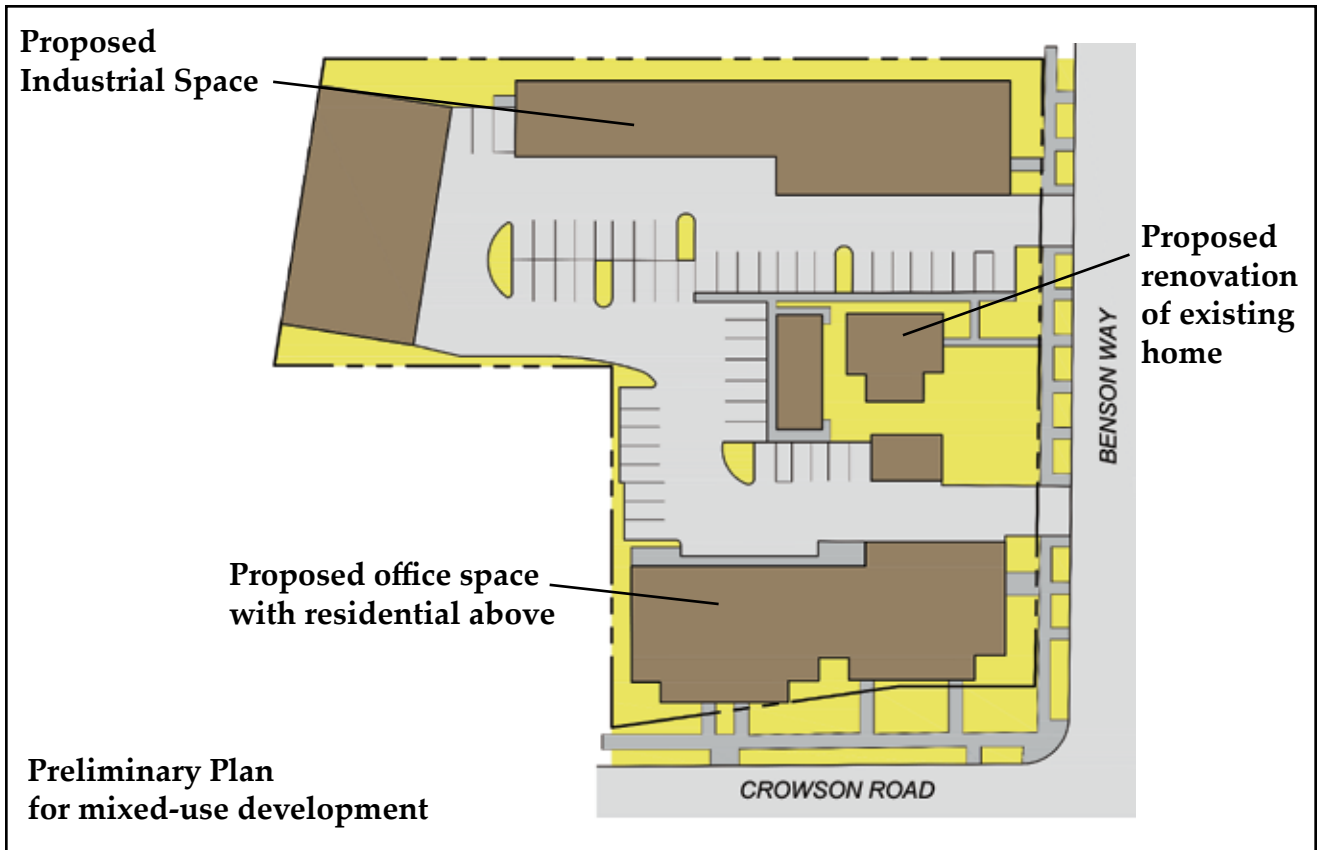 Proposed
Industrial Space
Proposed
renovation
of existing
home
BENSON WAY
Proposed office space
with residential above
Preliminary Plan
for mixed-use development
CROWSON ROAD